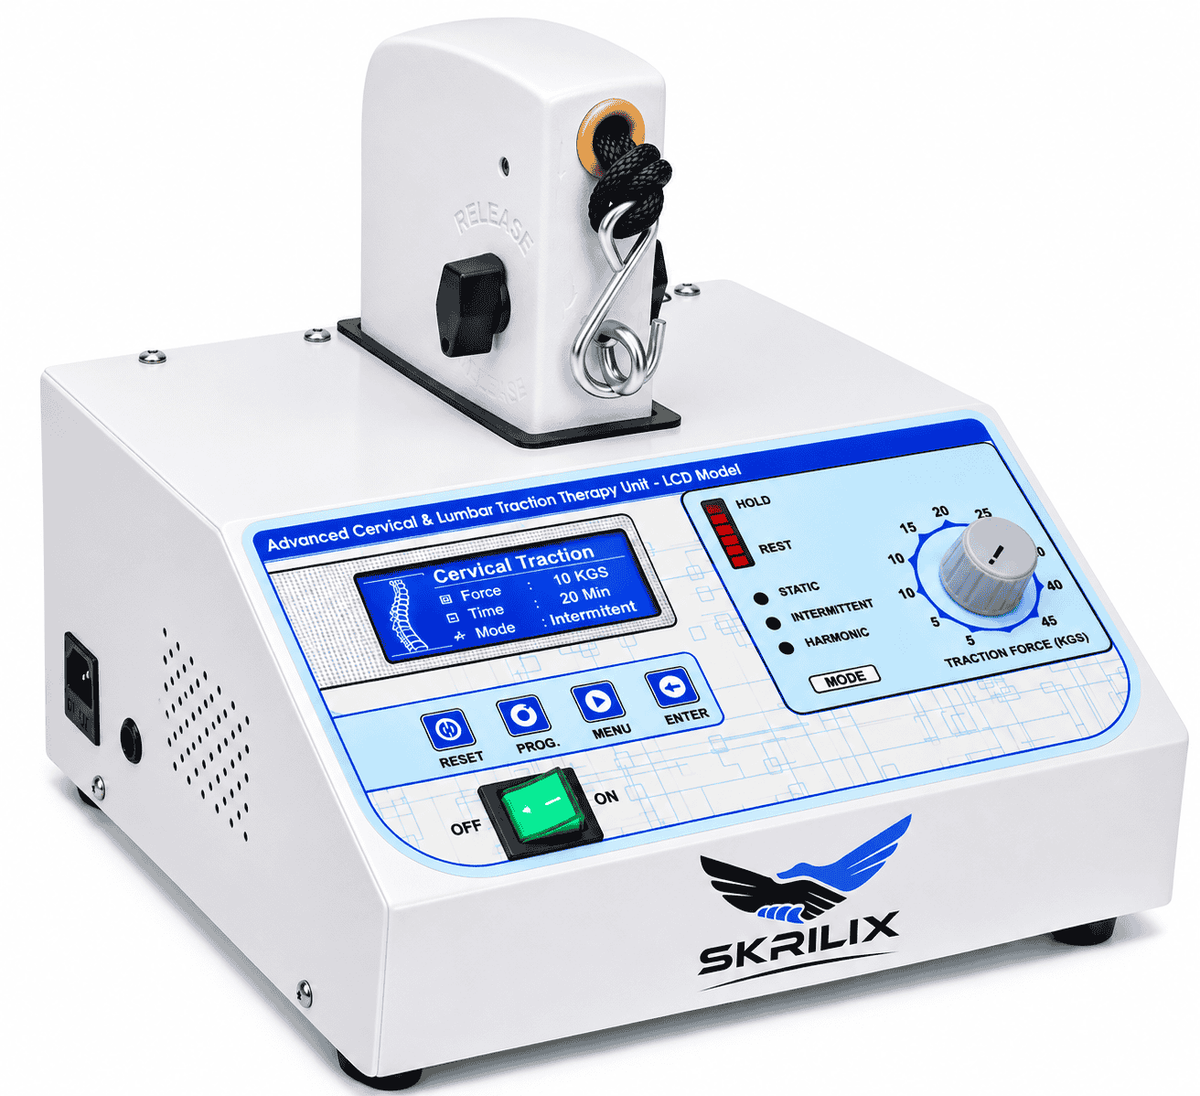 RELEASE
Advanced Cervical & Lumbar Traction Therapy Unit - LCD Model
Cervical Traction
Force : 10 KGS
Time : 20 Min
Mode : Intermitent
HOLD
REST
STATIC
INTERMITTENT
HARMONIC
MODE
5
10
10
15
20
25
0
40
45
5
TRACTION FORCE (KGS)
RESET
PROG.
MENU
ENTER
OFF
ON
SKRILIX